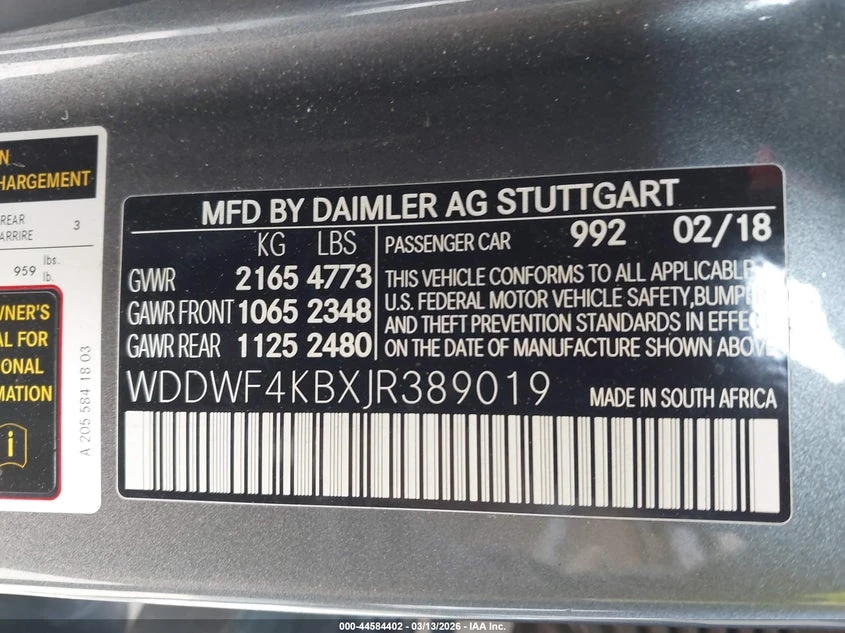 J
N
HARGEMENT
REAR
ARRIRE 3
959 lbs.
lb.
WNER'S
AL FOR
IONAL
MATION
i
A 205 584 18 03
MFD BY DAIMLER AG STUTTGART
KG LBS
PASSENGER CAR 992 02/18
GVWR 2165 4773
GAWR FRONT 1065 2348
GAWR REAR 1125 2480
THIS VEHICLE CONFORMS TO ALL APPLICABLE
U.S. FEDERAL MOTOR VEHICLE SAFETY,BUMPE
AND THEFT PREVENTION STANDARDS IN EFFEC
ON THE DATE OF MANUFACTURE SHOWN ABOVE
WDDWF4KBXJR389019
MADE IN SOUTH AFRICA
000-44584402 - 03/13/2026 - IAA Inc.